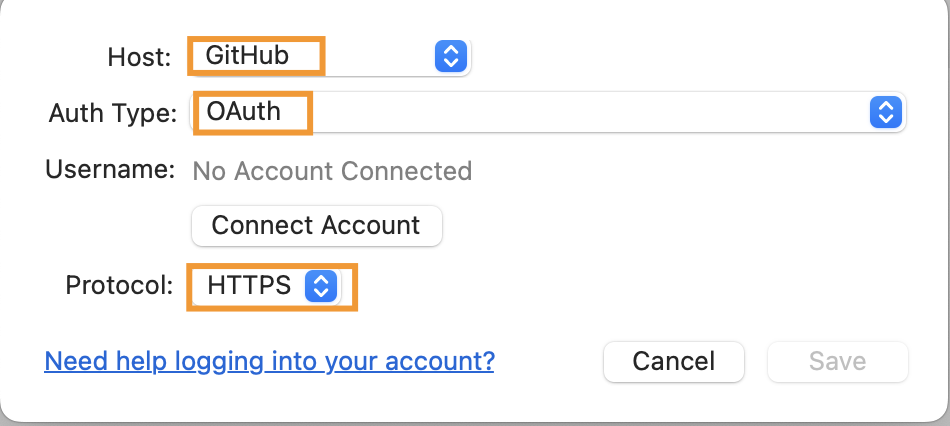 Host: GitHub
Auth Type: OAuth
Username: No Account Connected
Connect Account
Protocol: HTTPS
Need help logging into your account? Cancel Save